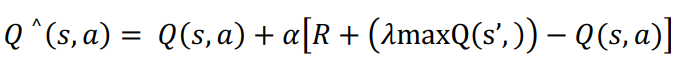 Q ^(s, a) = Q(s, a) + α[R + (λmaxQ(s’, )) − Q(s, a)]